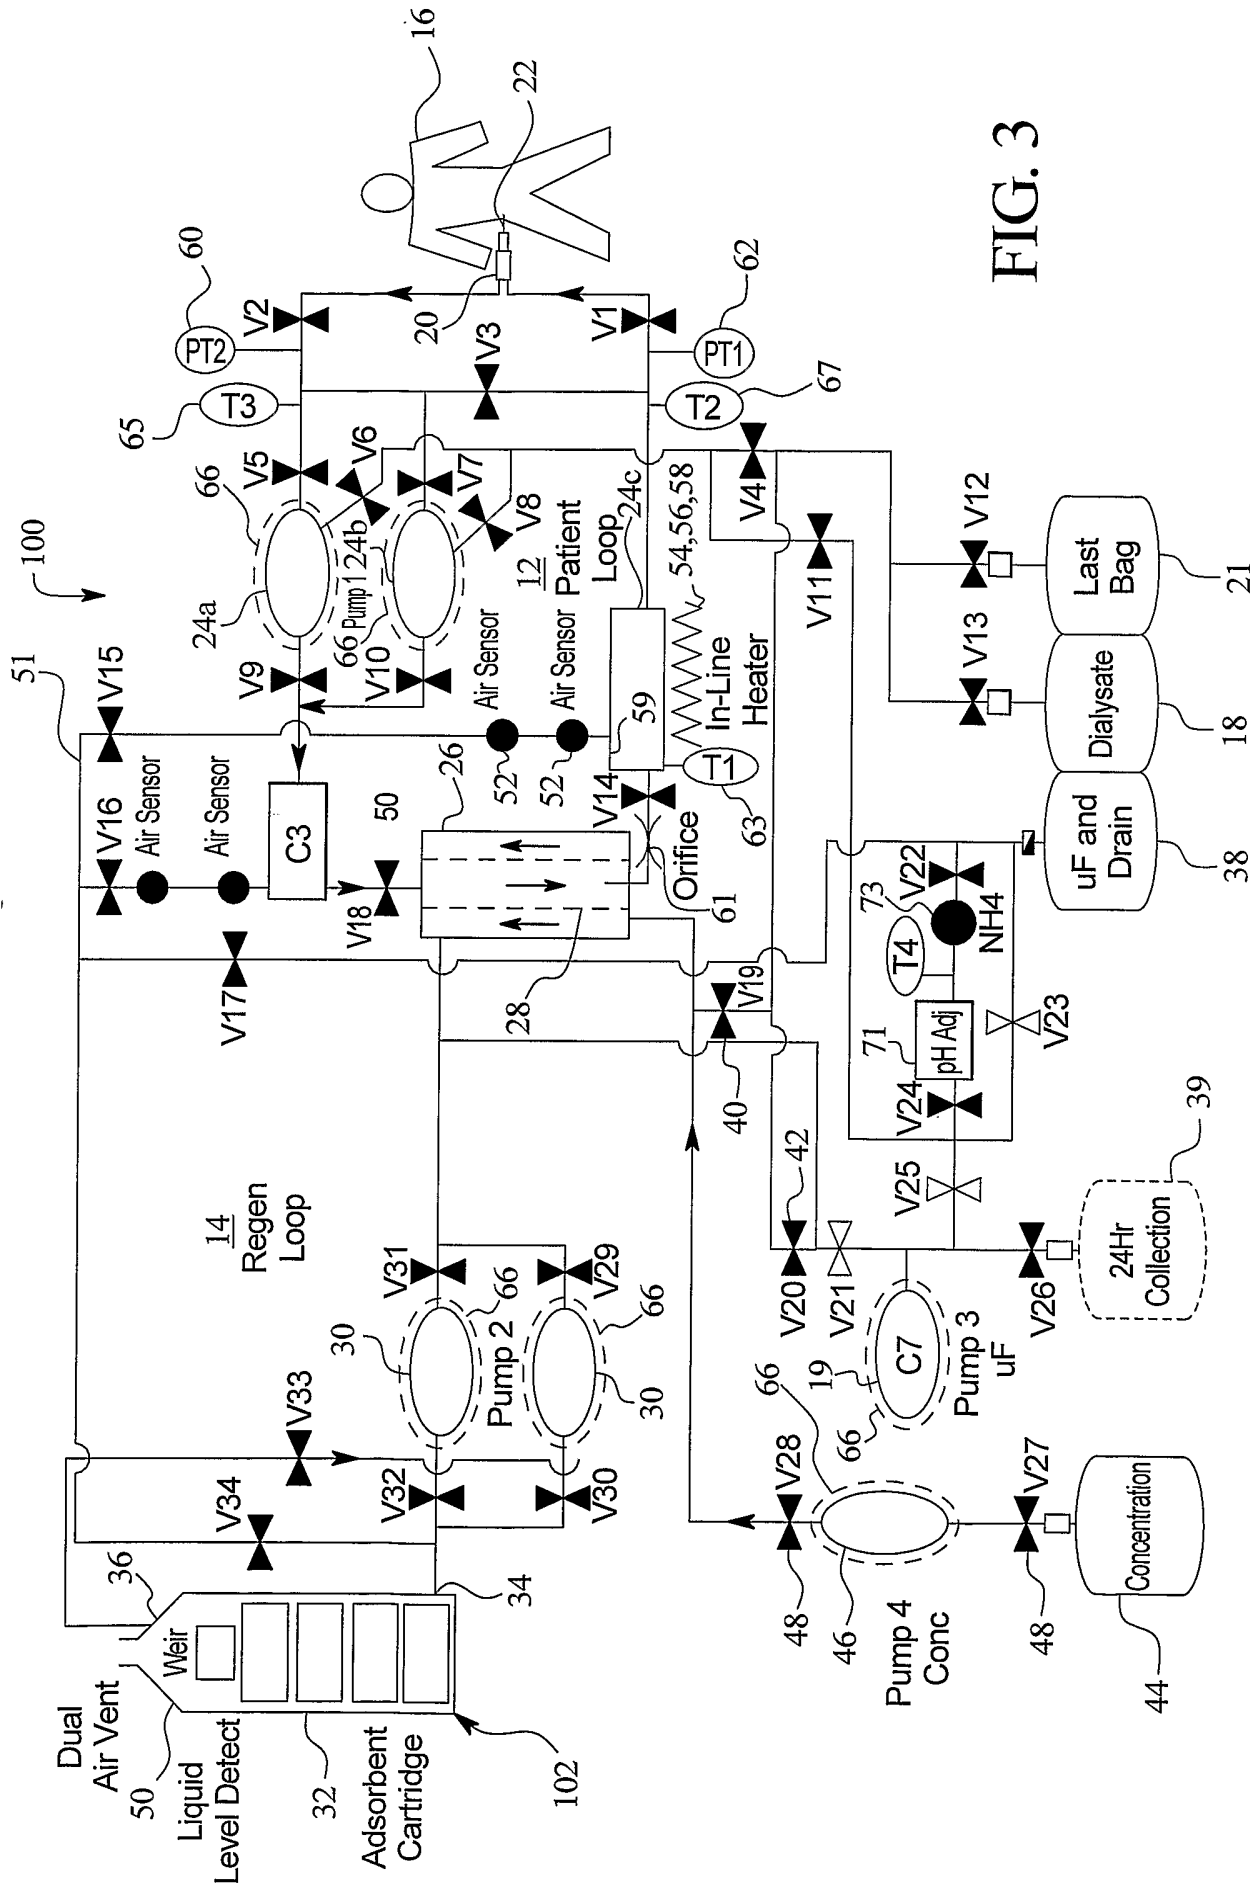 FIG. 3
100
102
Dual
Air Vent
50
Liquid
Level Detect
32
Adsorbent
Cartridge
Weir
36
34
V34
V33
14
Regen
Loop
V32
V30
30
66
Pump 2
30
66
V31
V29
51
V17
V16
Air Sensor
Air Sensor
V15
C3
V18
50
26
28
V9
V10
24a
66
Pump 1
24b
66
V5
V6
V7
V8
65
T3
60
PT2
V2
16
22
20
V3
V1
PT1
62
T2
67
12
Patient
Loop
Air Sensor
Air Sensor
52
52
59
24c
54,56,58
In-Line
Heater
T1
63
V14
Orifice
61
V19
40
V4
V11
V12
V13
Last
Bag
21
Dialysate
18
uF and
Drain
38
V22
73
NH4
T4
71
pH Adj
V23
V24
V25
42
V20
V21
V26
39
24Hr
Collection
C7
19
66
Pump 3
uF
V28
48
66
46
Pump 4
Conc
V27
48
Concentration
44